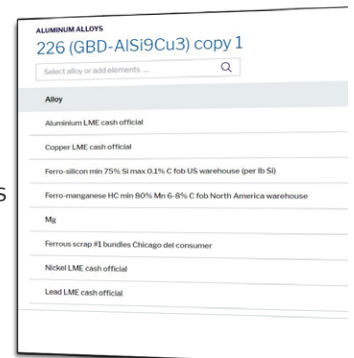 ALUMINUM ALLOYS
226 (GBD-AlSi9Cu3) copy 1
Select alloy or add elements ...
Alloy
Aluminium LME cash official
Copper LME cash official
Ferro-silicon min 75% Si max 0.1% C fob US warehouse (per lb Si)
Ferro-manganese HC min 80% Mn 6-8% C fob North America warehouse
Mg
Ferrous scrap #1 bundles Chicago del consumer
Nickel LME cash official
Lead LME cash official